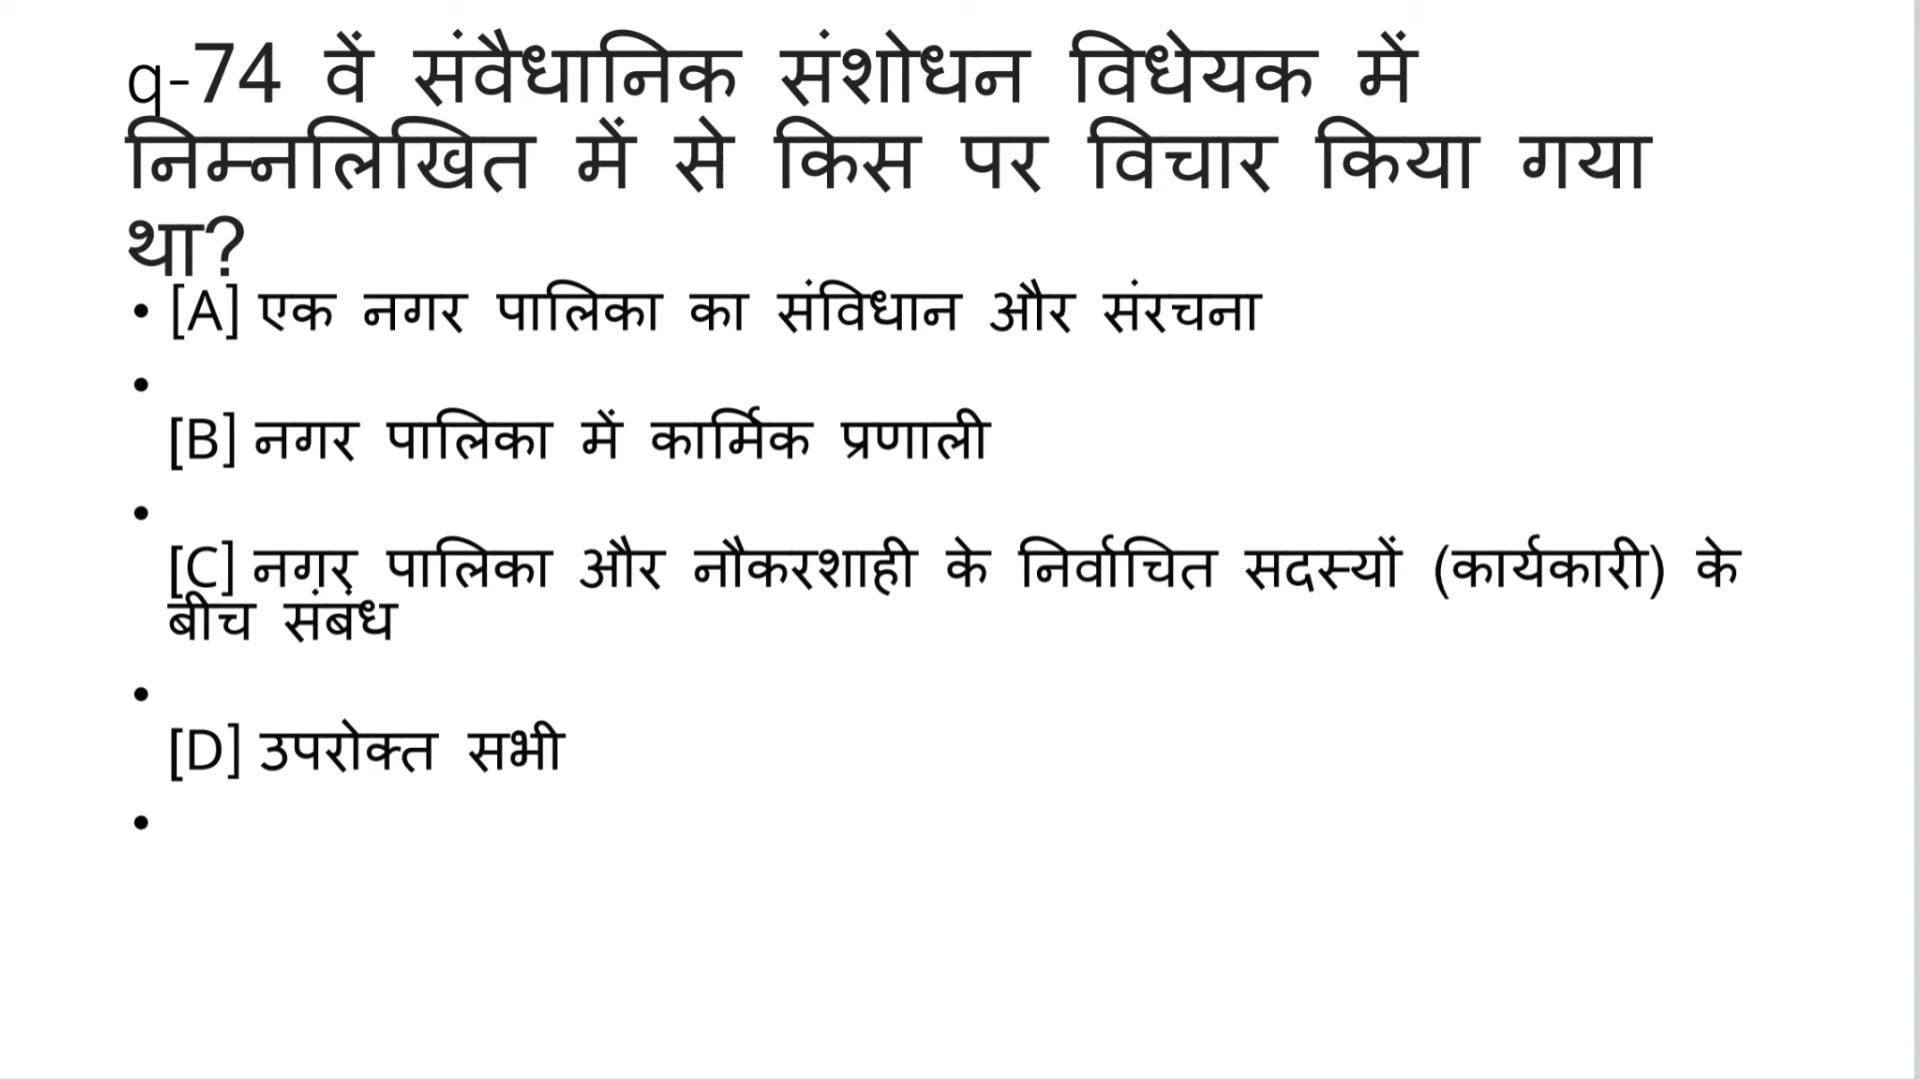 q-74 वें संवैधानिक संशोधन विधेयक में
निम्नलिखित में से किस पर विचार किया गया
था?
• [A] एक नगर पालिका का संविधान और संरचना
•
[B] नगर पालिका में कार्मिक प्रणाली
•
[C] नगर पालिका और नौकरशाही के निर्वाचित सदस्यों (कार्यकारी) के
बीच संबंध
•
[D] उपरोक्त सभी
•